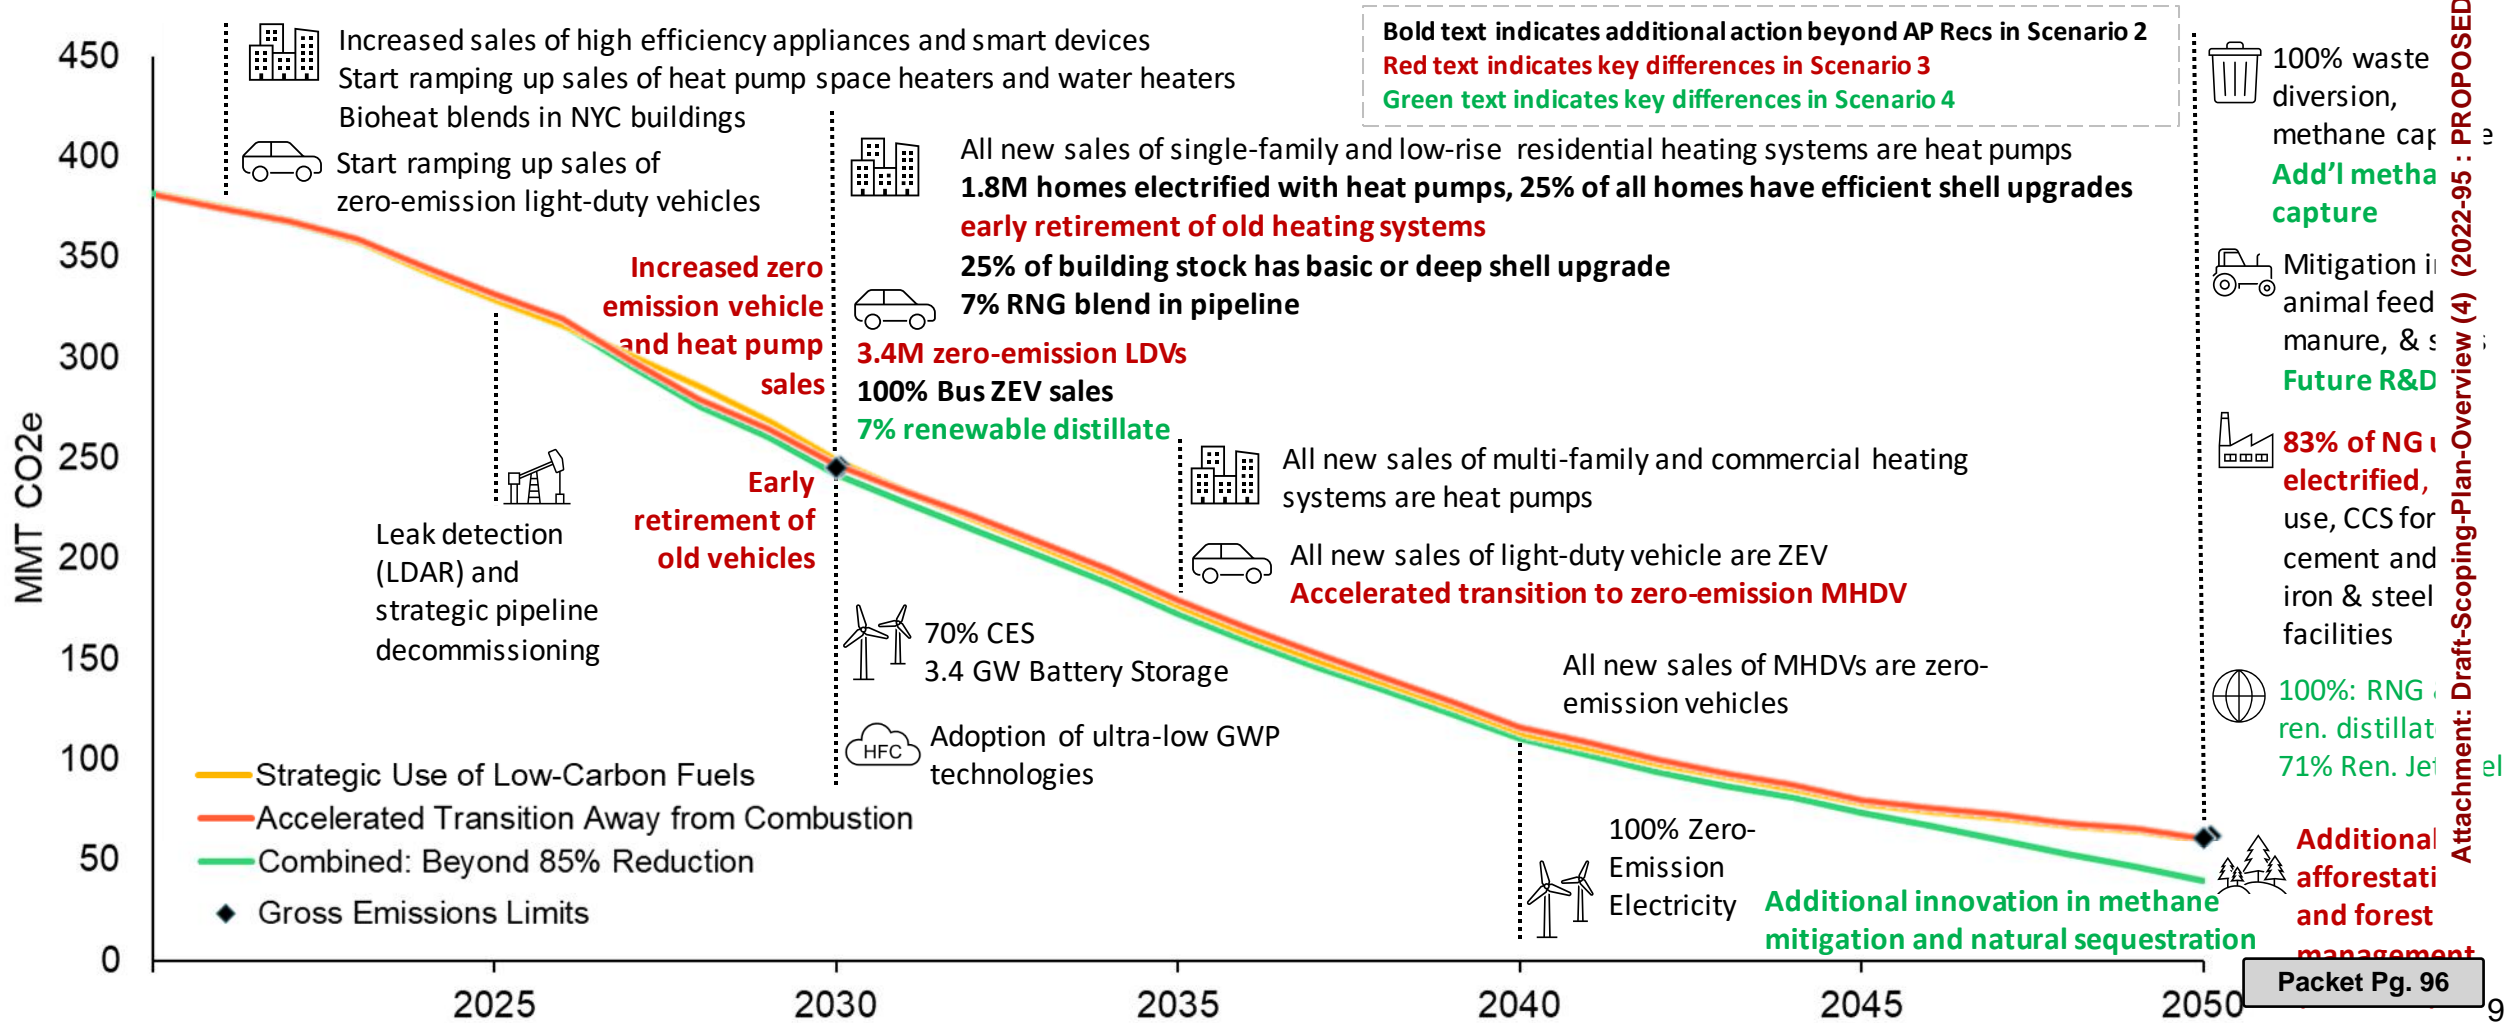 Bold text indicates additional action beyond AP Recs in Scenario 2
Red text indicates key differences in Scenario 3
Green text indicates key differences in Scenario 4
Increased sales of high efficiency appliances and smart devices
Start ramping up sales of heat pump space heaters and water heaters
Bioheat blends in NYC buildings
Start ramping up sales of
zero-emission light-duty vehicles
Increased zero
emission vehicle
and heat pump
sales
Early
retirement of
old vehicles
Leak detection
(LDAR) and
strategic pipeline
decommissioning
All new sales of single-family and low-rise residential heating systems are heat pumps
1.8M homes electrified with heat pumps, 25% of all homes have efficient shell upgrades
early retirement of old heating systems
25% of building stock has basic or deep shell upgrade
7% RNG blend in pipeline
3.4M zero-emission LDVs
100% Bus ZEV sales
7% renewable distillate
70% CES
3.4 GW Battery Storage
HFC
Adoption of ultra-low GWP
technologies
All new sales of multi-family and commercial heating
systems are heat pumps
All new sales of light-duty vehicle are ZEV
Accelerated transition to zero-emission MHDV
All new sales of MHDVs are zero-
emission vehicles
100% Zero-
Emission
Electricity
Additional innovation in methane
mitigation and natural sequestration
100% waste
diversion,
methane
Add'l
capture
Mitigation
animal feed
manure, &
Future R&D
83% of NG
electrified,
use, CCS for
cement and
iron & steel
facilities
100%: RNG
ren.
71% Ren.
Additional
and forest
management
MMT CO2e
450
400
350
300
250
200
150
100
50
0
2025
2030
2035
2040
2045
2050
Strategic Use of Low-Carbon Fuels
Accelerated Transition Away from Combustion
Combined: Beyond 85% Reduction
Gross Emissions Limits
Attachment: Draft-Scoping-Plan-Overview (4) (2022-95 : PROPOSED
Packet Pg. 96
9